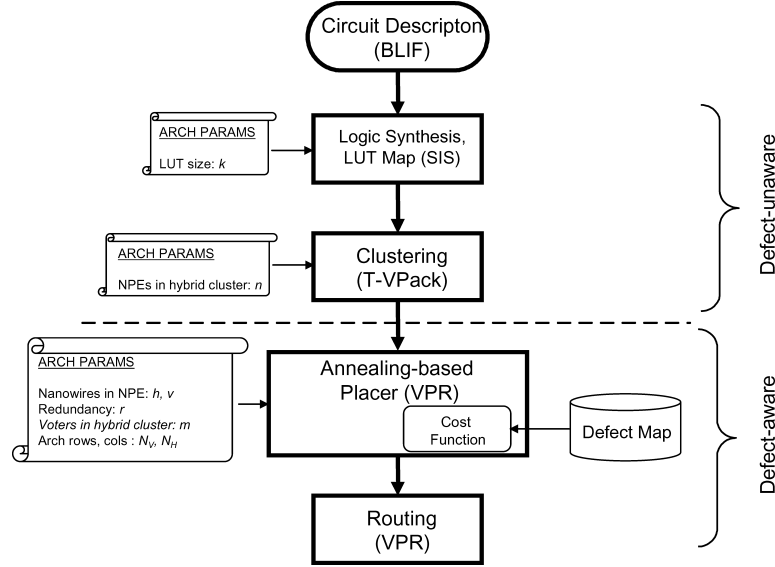 Circuit Descripton
(BLIF)
ARCH PARAMS
LUT size: k
Logic Synthesis,
LUT Map (SIS)
Defect-unaware
ARCH PARAMS
NPEs in hybrid cluster: n
Clustering
(T-VPack)
ARCH PARAMS
Nanowires in NPE: h, v
Redundancy: r
Voters in hybrid cluster: m
Arch rows, cols : NV, NH
Annealing-based
Placer (VPR)
Cost
Function
Defect Map
Defect-aware
Routing
(VPR)